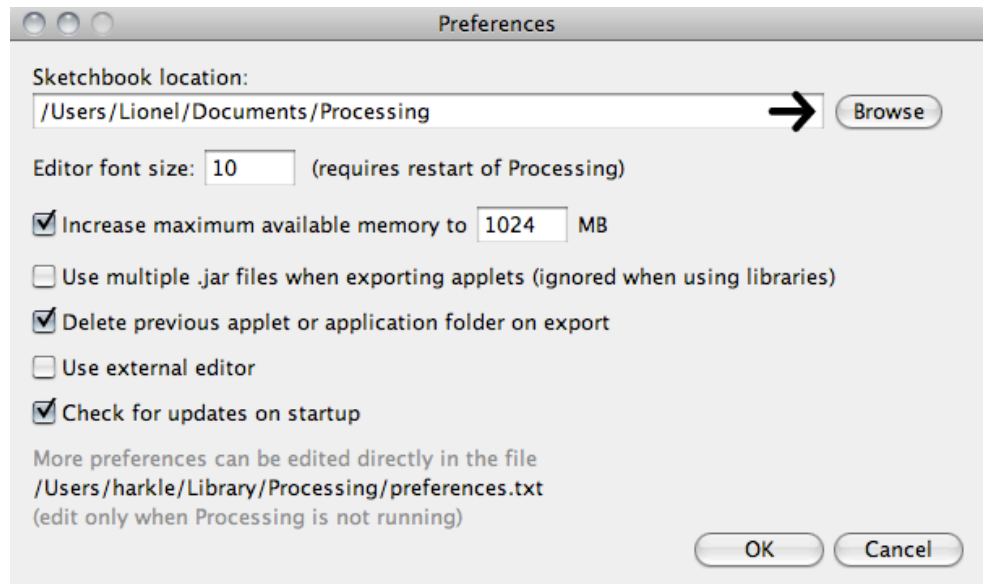 Preferences
Sketchbook location:
/Users/Lionel/Documents/Processing Browse
Editor font size: 10 (requires restart of Processing)
Increase maximum available memory to 1024 MB
Use multiple .jar files when exporting applets (ignored when using libraries)
Delete previous applet or application folder on export
Use external editor
Check for updates on startup
More preferences can be edited directly in the file
/Users/harkle/Library/Processing/preferences.txt
(edit only when Processing is not running)
OK Cancel